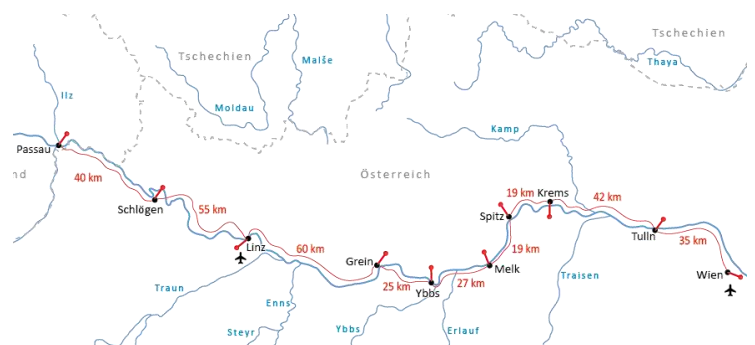 Tschechien
Tschechien
Malše
Thaya
Ilz
Moldau
Kamp
Passau
nd
40 km
Österreich
Schlögen
55 km
19 km
Krems
42 km
Spitz
Linz
60 km
Grein
19 km
Tulln
35 km
Melk
Wien
25 km
27 km
Ybbs
Traun
Enns
Traisen
Steyr
Ybbs
Erlauf